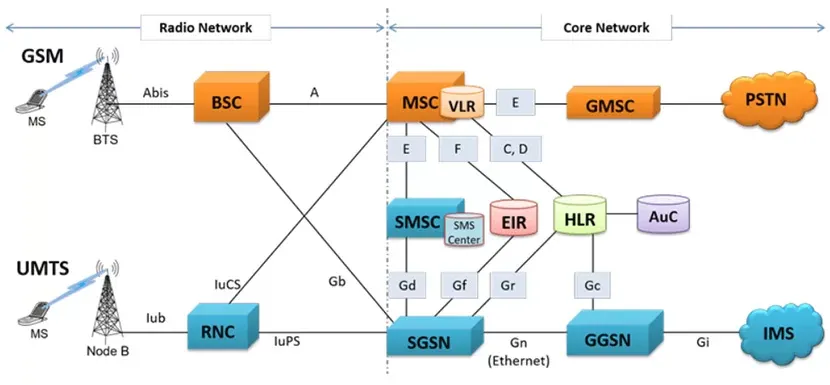 Radio Network
Core Network
GSM
MS
BTS
Abis
BSC
A
MSC
VLR
E
GMSC
PSTN
E
F
C, D
SMSC
SMS
Center
EIR
HLR
AuC
UMTS
MS
Node B
Iub
RNC
IuCS
Gb
IuPS
Gd
Gf
Gr
Gc
SGSN
Gn
(Ethernet)
GGSN
Gi
IMS